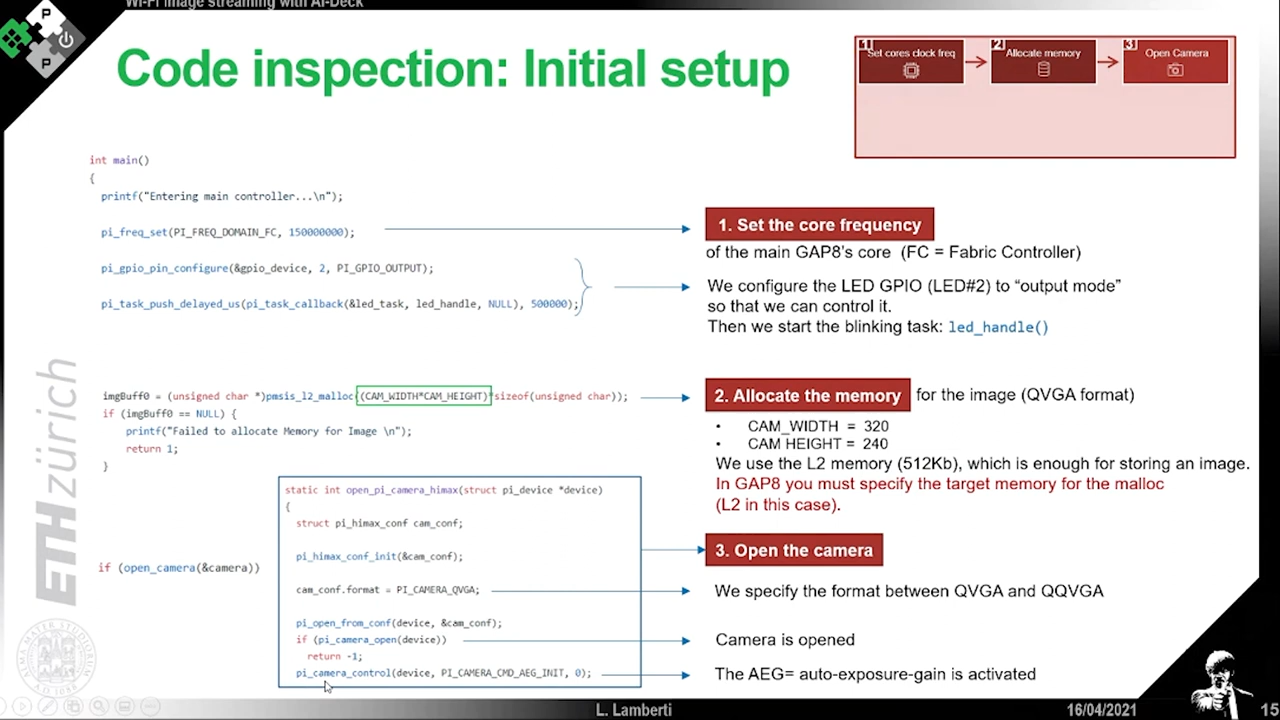 Wi-Fi image streaming with AI-Deck
P
P
P
Code inspection: Initial setup
1 Set cores clock freq
2 Allocate memory
3 Open Camera
int main()
{
printf("Entering main controller...\n");
pi_freq_set(PI_FREQ_DOMAIN_FC, 150000000);
1. Set the core frequency
of the main GAP8's core (FC = Fabric Controller)
pi_gpio_pin_configure(&gpio_device, 2, PI_GPIO_OUTPUT);
pi_task_push_delayed_us(pi_task_callback(&led_task, led_handle, NULL), 500000);
We configure the LED GPIO (LED#2) to “output mode”
so that we can control it.
Then we start the blinking task: led_handle()
imgBuff0 = (unsigned char *)pmsis_l2_malloc((CAM_WIDTH*CAM_HEIGHT)*sizeof(unsigned char));
if (imgBuff0 == NULL) {
printf("Failed to allocate Memory for Image \n");
return 1;
}
2. Allocate the memory for the image (QVGA format)
• CAM_WIDTH = 320
• CAM HEIGHT = 240
We use the L2 memory (512Kb), which is enough for storing an image.
In GAP8 you must specify the target memory for the malloc
(L2 in this case).
if (open_camera(&camera))
static int open_pi_camera_himax(struct pi_device *device)
{
struct pi_himax_conf cam_conf;
pi_himax_conf_init(&cam_conf);
cam_conf.format = PI_CAMERA_QVGA;
pi_open_from_conf(device, &cam_conf);
if (pi_camera_open(device))
return -1;
pi_camera_control(device, PI_CAMERA_CMD_AEG_INIT, 0);
3. Open the camera
We specify the format between QVGA and QQVGA
Camera is opened
The AEG= auto-exposure-gain is activated
ETH zürich
L. Lamberti
16/04/2021
15